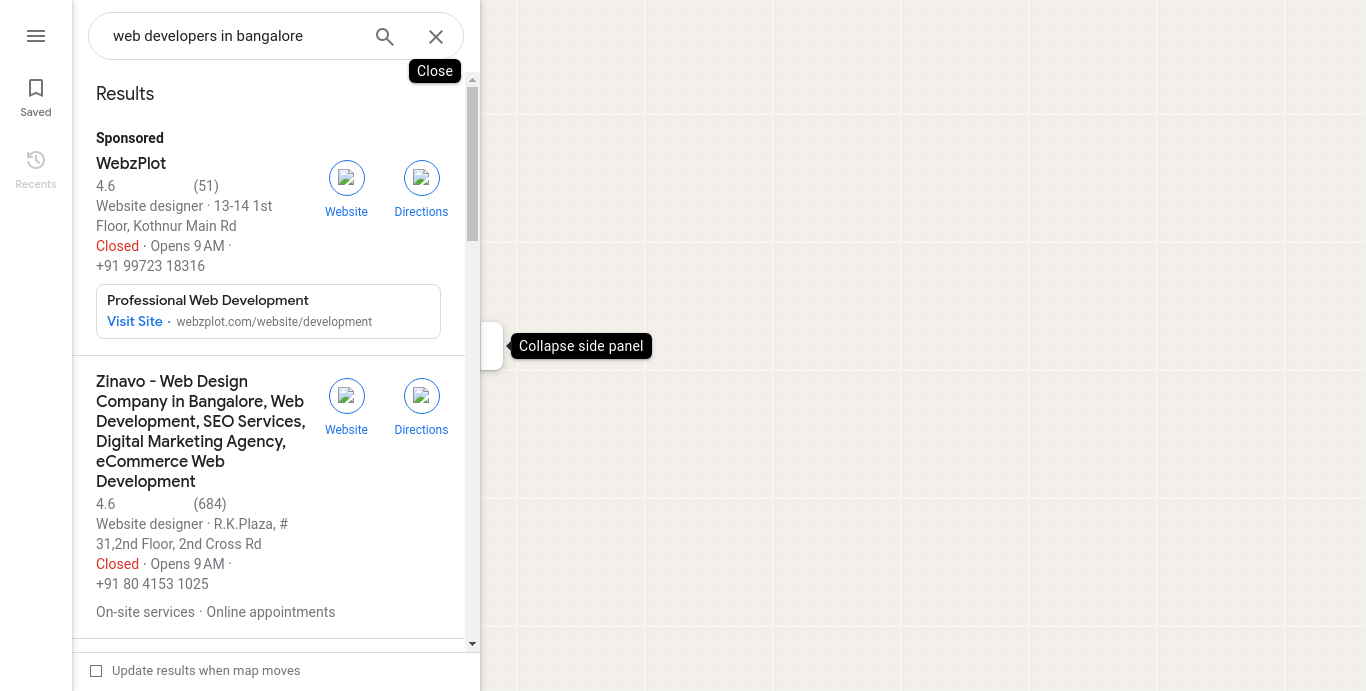 web developers in bangalore
Close
Saved
Recents
Results
Sponsored
WebzPlot
4.6 (51)
Website designer · 13-14 1st
Floor, Kothnur Main Rd
Closed · Opens 9 AM ·
+91 99723 18316
Website
Directions
Professional Web Development
Visit Site · webzplot.com/website/development
Collapse side panel
Zinavo - Web Design
Company in Bangalore, Web
Development, SEO Services,
Digital Marketing Agency,
eCommerce Web
Development
4.6 (684)
Website designer · R.K.Plaza, #
31,2nd Floor, 2nd Cross Rd
Closed · Opens 9 AM ·
+91 80 4153 1025
Website
Directions
On-site services · Online appointments
Update results when map moves